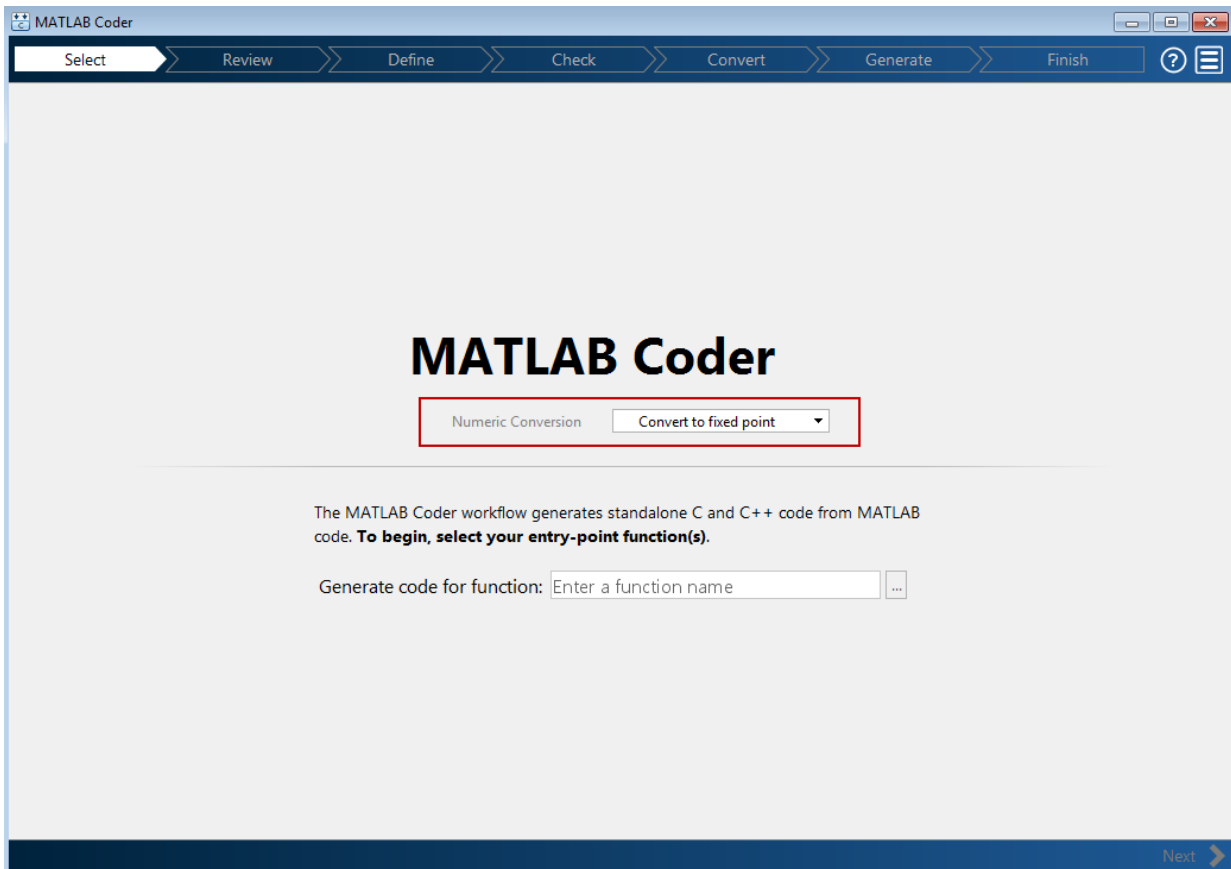 MATLAB Coder
Select Review Define Check Convert Generate Finish ?
MATLAB Coder
Numeric Conversion Convert to fixed point
The MATLAB Coder workflow generates standalone C and C++ code from MATLAB
code. To begin, select your entry-point function(s).
Generate code for function: Enter a function name ...
Next